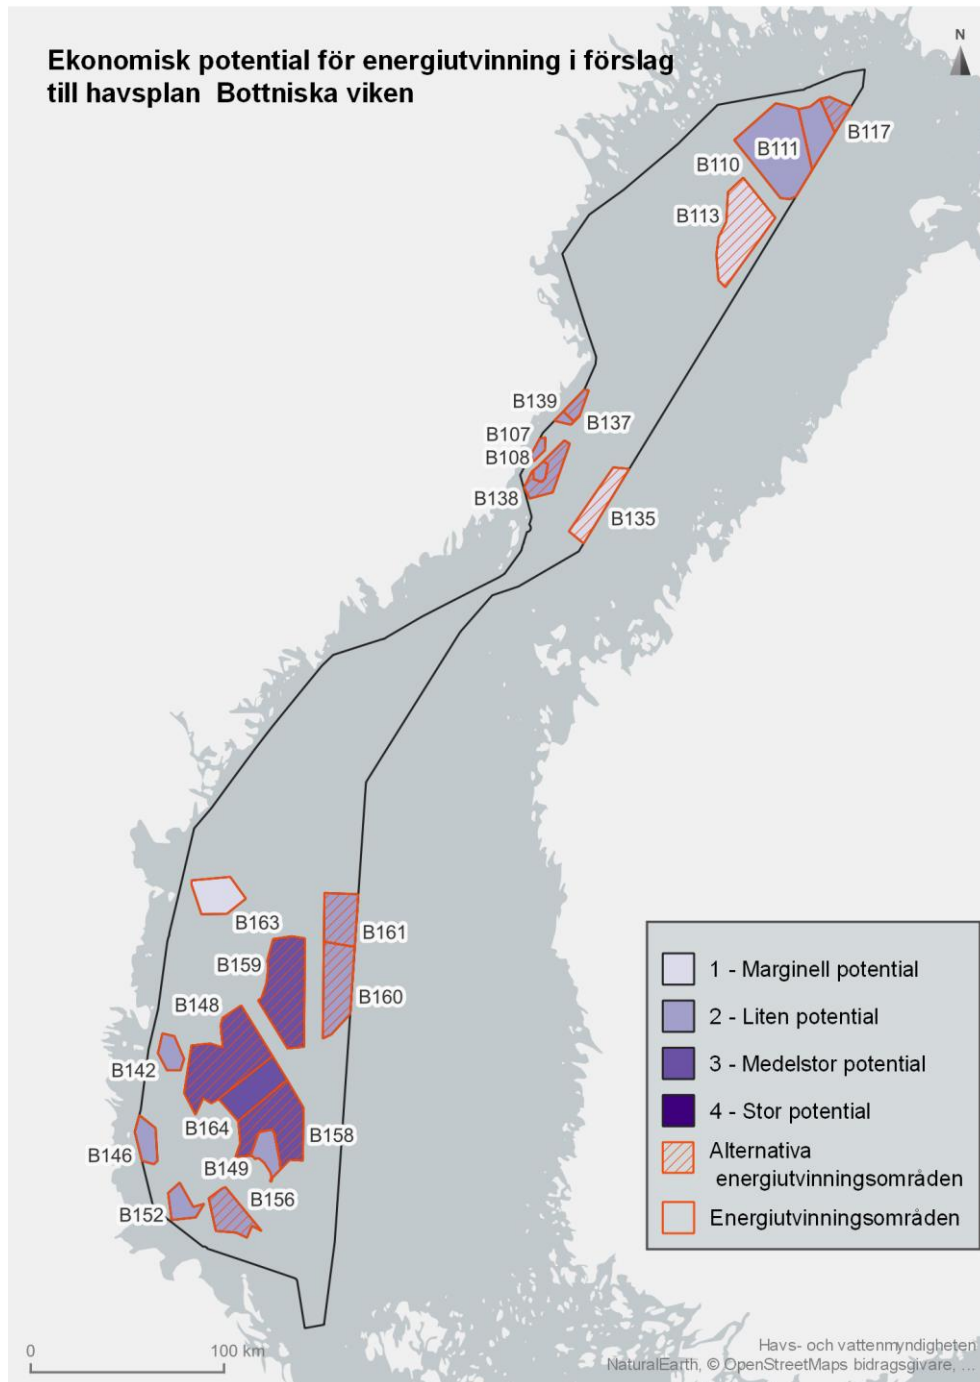 Ekonomisk potential för energiutvinning i förslag
till havsplan Bottniska viken
N
B117
B111
B110
B113
B139
B137
B107
B108
B138
B135
B163
B161
B159
B160
B148
B142
B164
B158
B146
B149
B156
B152
1 - Marginell potential
2 - Liten potential
3 - Medelstor potential
4 - Stor potential
Alternativa
energiutvinningsområden
Energiutvinningsområden
0
100 km
Havs- och vattenmyndigheten
NaturalEarth, © OpenStreetMaps bidragsgivare, ...